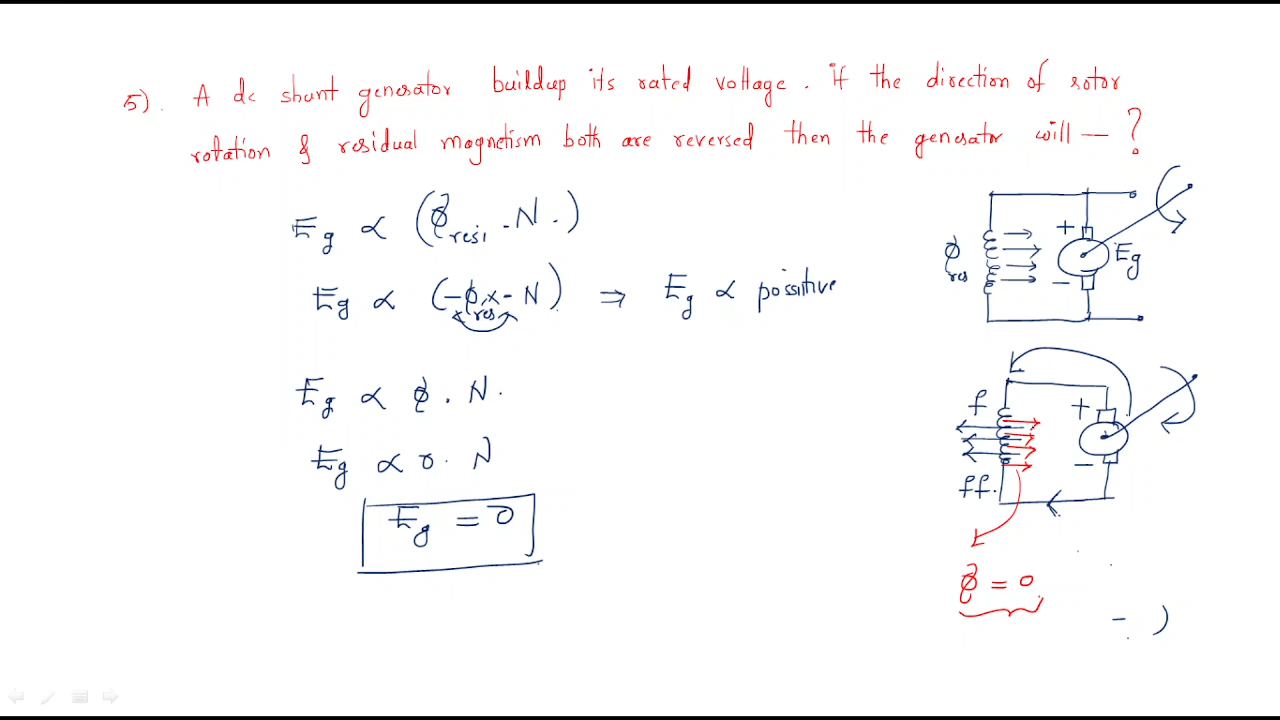 5). A dc shunt generator buildup its rated voltage. if the direction of rotor
rotation & residual magnetism both are reversed then the generator will — ?
Eg ∝ (ϕresi . N .)
Eg ∝ (-ϕres x - N) ⇒ Eg ∝ possitive
Eg ∝ ϕ . N .
Eg ∝ 0 . N
Eg = 0
ϕres
+
-
Eg
f
ff.
+
-
ϕ = 0
- )